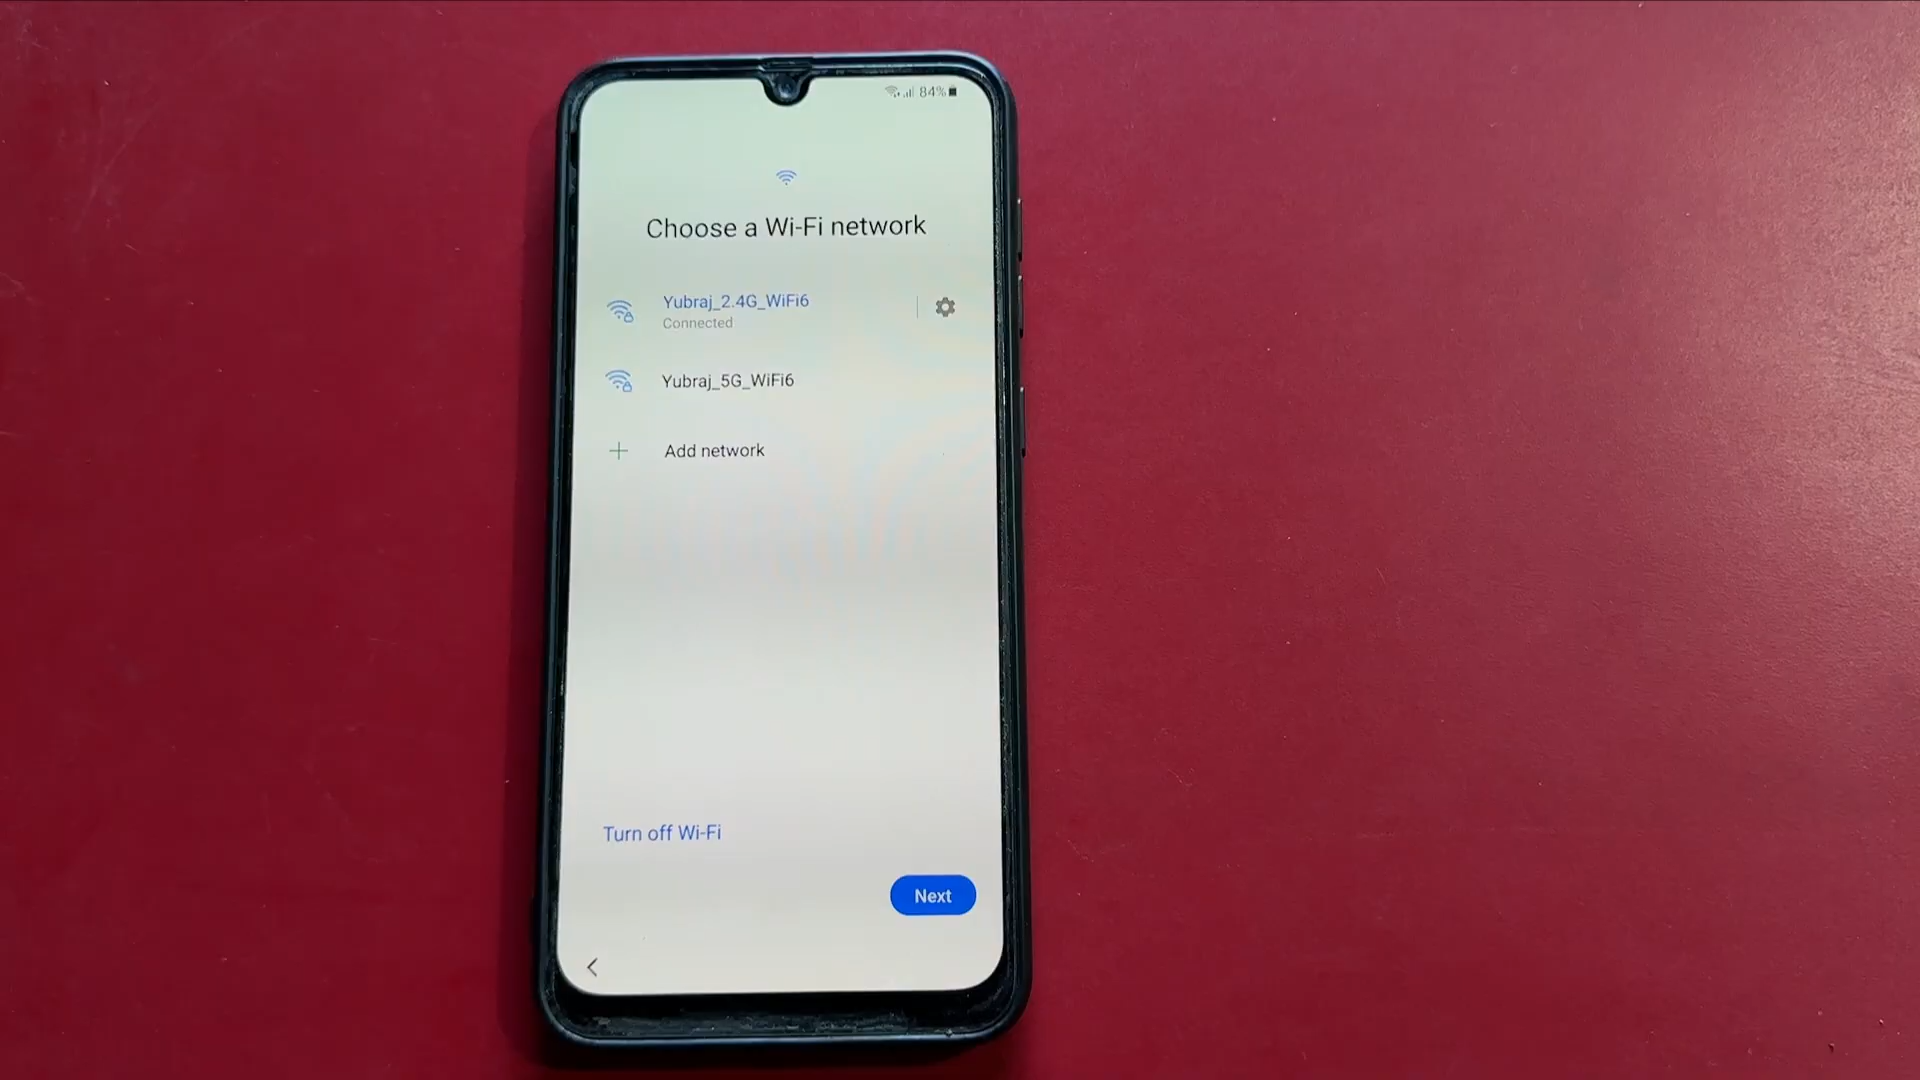 84%
Choose a Wi-Fi network
Yubraj_2.4G_WiFi6
Connected
Yubraj_5G_WiFi6
Add network
Turn off Wi-Fi
Next